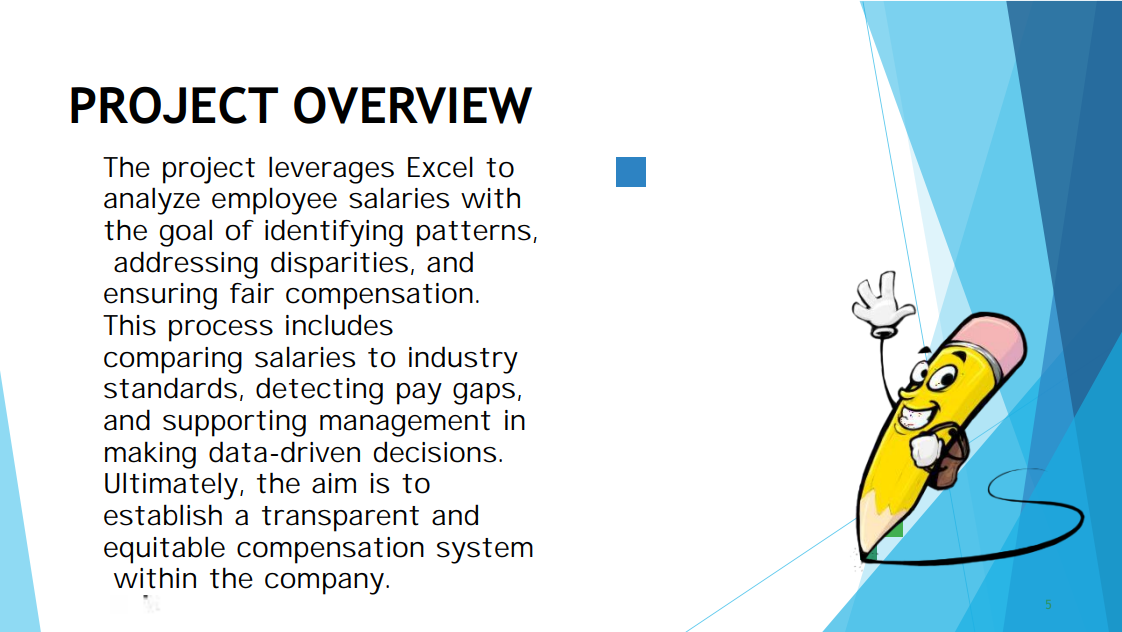 PROJECT OVERVIEW
The project leverages Excel to
analyze employee salaries with
the goal of identifying patterns,
addressing disparities, and
ensuring fair compensation.
This process includes
comparing salaries to industry
standards, detecting pay gaps,
and supporting management in
making data-driven decisions.
Ultimately, the aim is to
establish a transparent and
equitable compensation system
within the company.
5